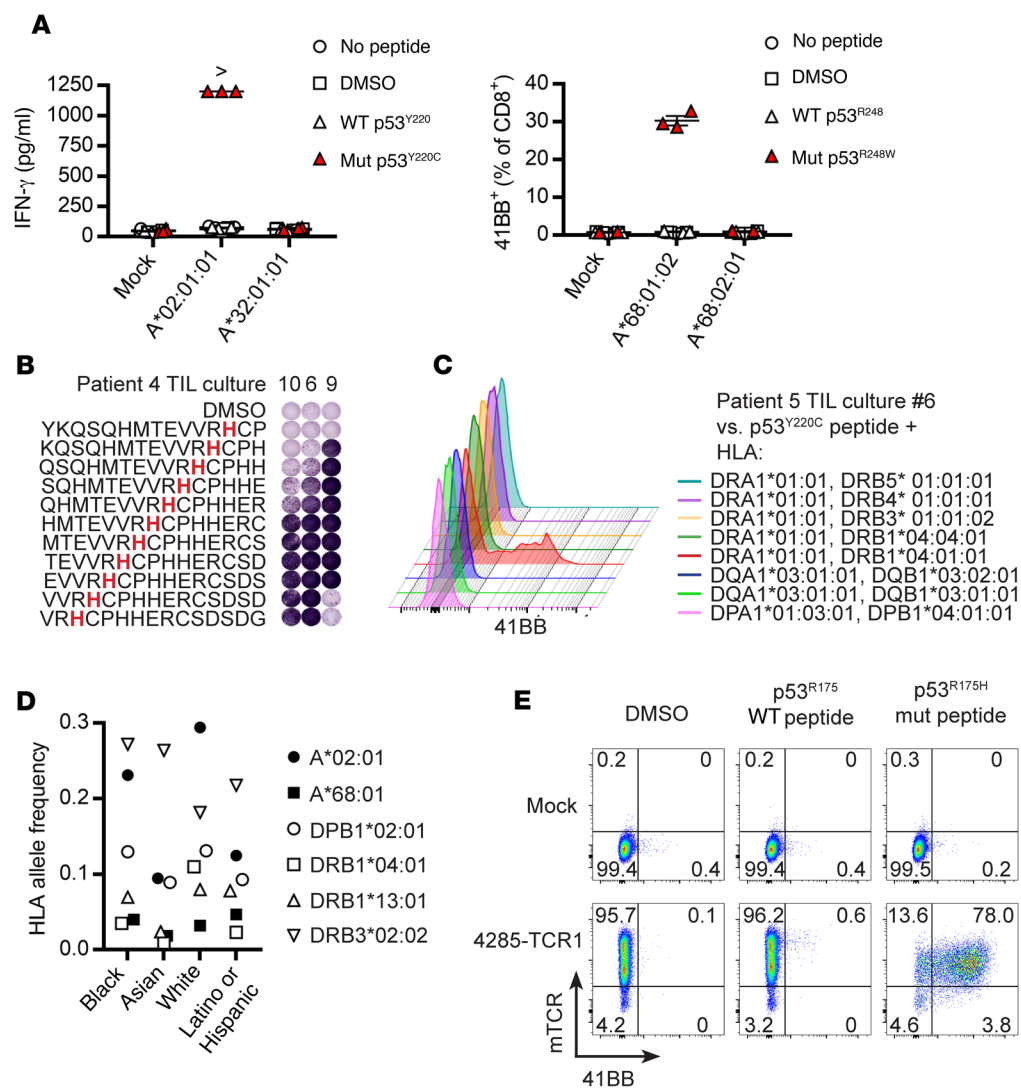 A
No peptide
DMSO
WT p53Y220
Mut p53Y220C
>
1250
1000
750
500
250
0
IFN-γ (pg/ml)
Mock
A*02:01:01
A*32:01:01
No peptide
DMSO
WT p53R248
Mut p53R248W
40
30
20
10
0
41BB+ (% of CD8+)
Mock
A*68:01:02
A*68:02:01
B
Patient 4 TIL culture 10 6 9
DMSO
YKQSQHMTEVVRHCP
KQSQHMTEVVRHCPH
QSQHMTEVVRHCPHH
SQHMTEVVRHCPHHE
QHMTEVVRHCPHHER
HMTEVVRHCPHHERC
MTEVVRHCPHHERCS
TEVVRHCPHHERCSD
EVVRHCPHHERCSDS
VVRHCPHHERCSDSD
VRHCPHHERCSDSDG
C
41BB
Patient 5 TIL culture #6
vs. p53Y220C peptide +
HLA:
DRA1*01:01, DRB5* 01:01:01
DRA1*01:01, DRB4* 01:01:01
DRA1*01:01, DRB3* 01:01:02
DRA1*01:01, DRB1*04:04:01
DRA1*01:01, DRB1*04:01:01
DQA1*03:01:01, DQB1*03:02:01
DQA1*03:01:01, DQB1*03:01:01
DPA1*01:03:01, DPB1*04:01:01
D
0.3
0.2
0.1
0.0
HLA allele frequency
Black
Asian
White
Latino or
Hispanic
A*02:01
A*68:01
DPB1*02:01
DRB1*04:01
DRB1*13:01
DRB3*02:02
E
DMSO
p53R175
WT peptide
p53R175H
mut peptide
Mock
0.2 0
99.4 0.4
0.2 0
99.4 0.4
0.3 0
99.5 0.2
4285-TCR1
95.7 0.1
4.2 0
96.2 0.6
3.2 0
13.6 78.0
4.6 3.8
mTCR
41BB